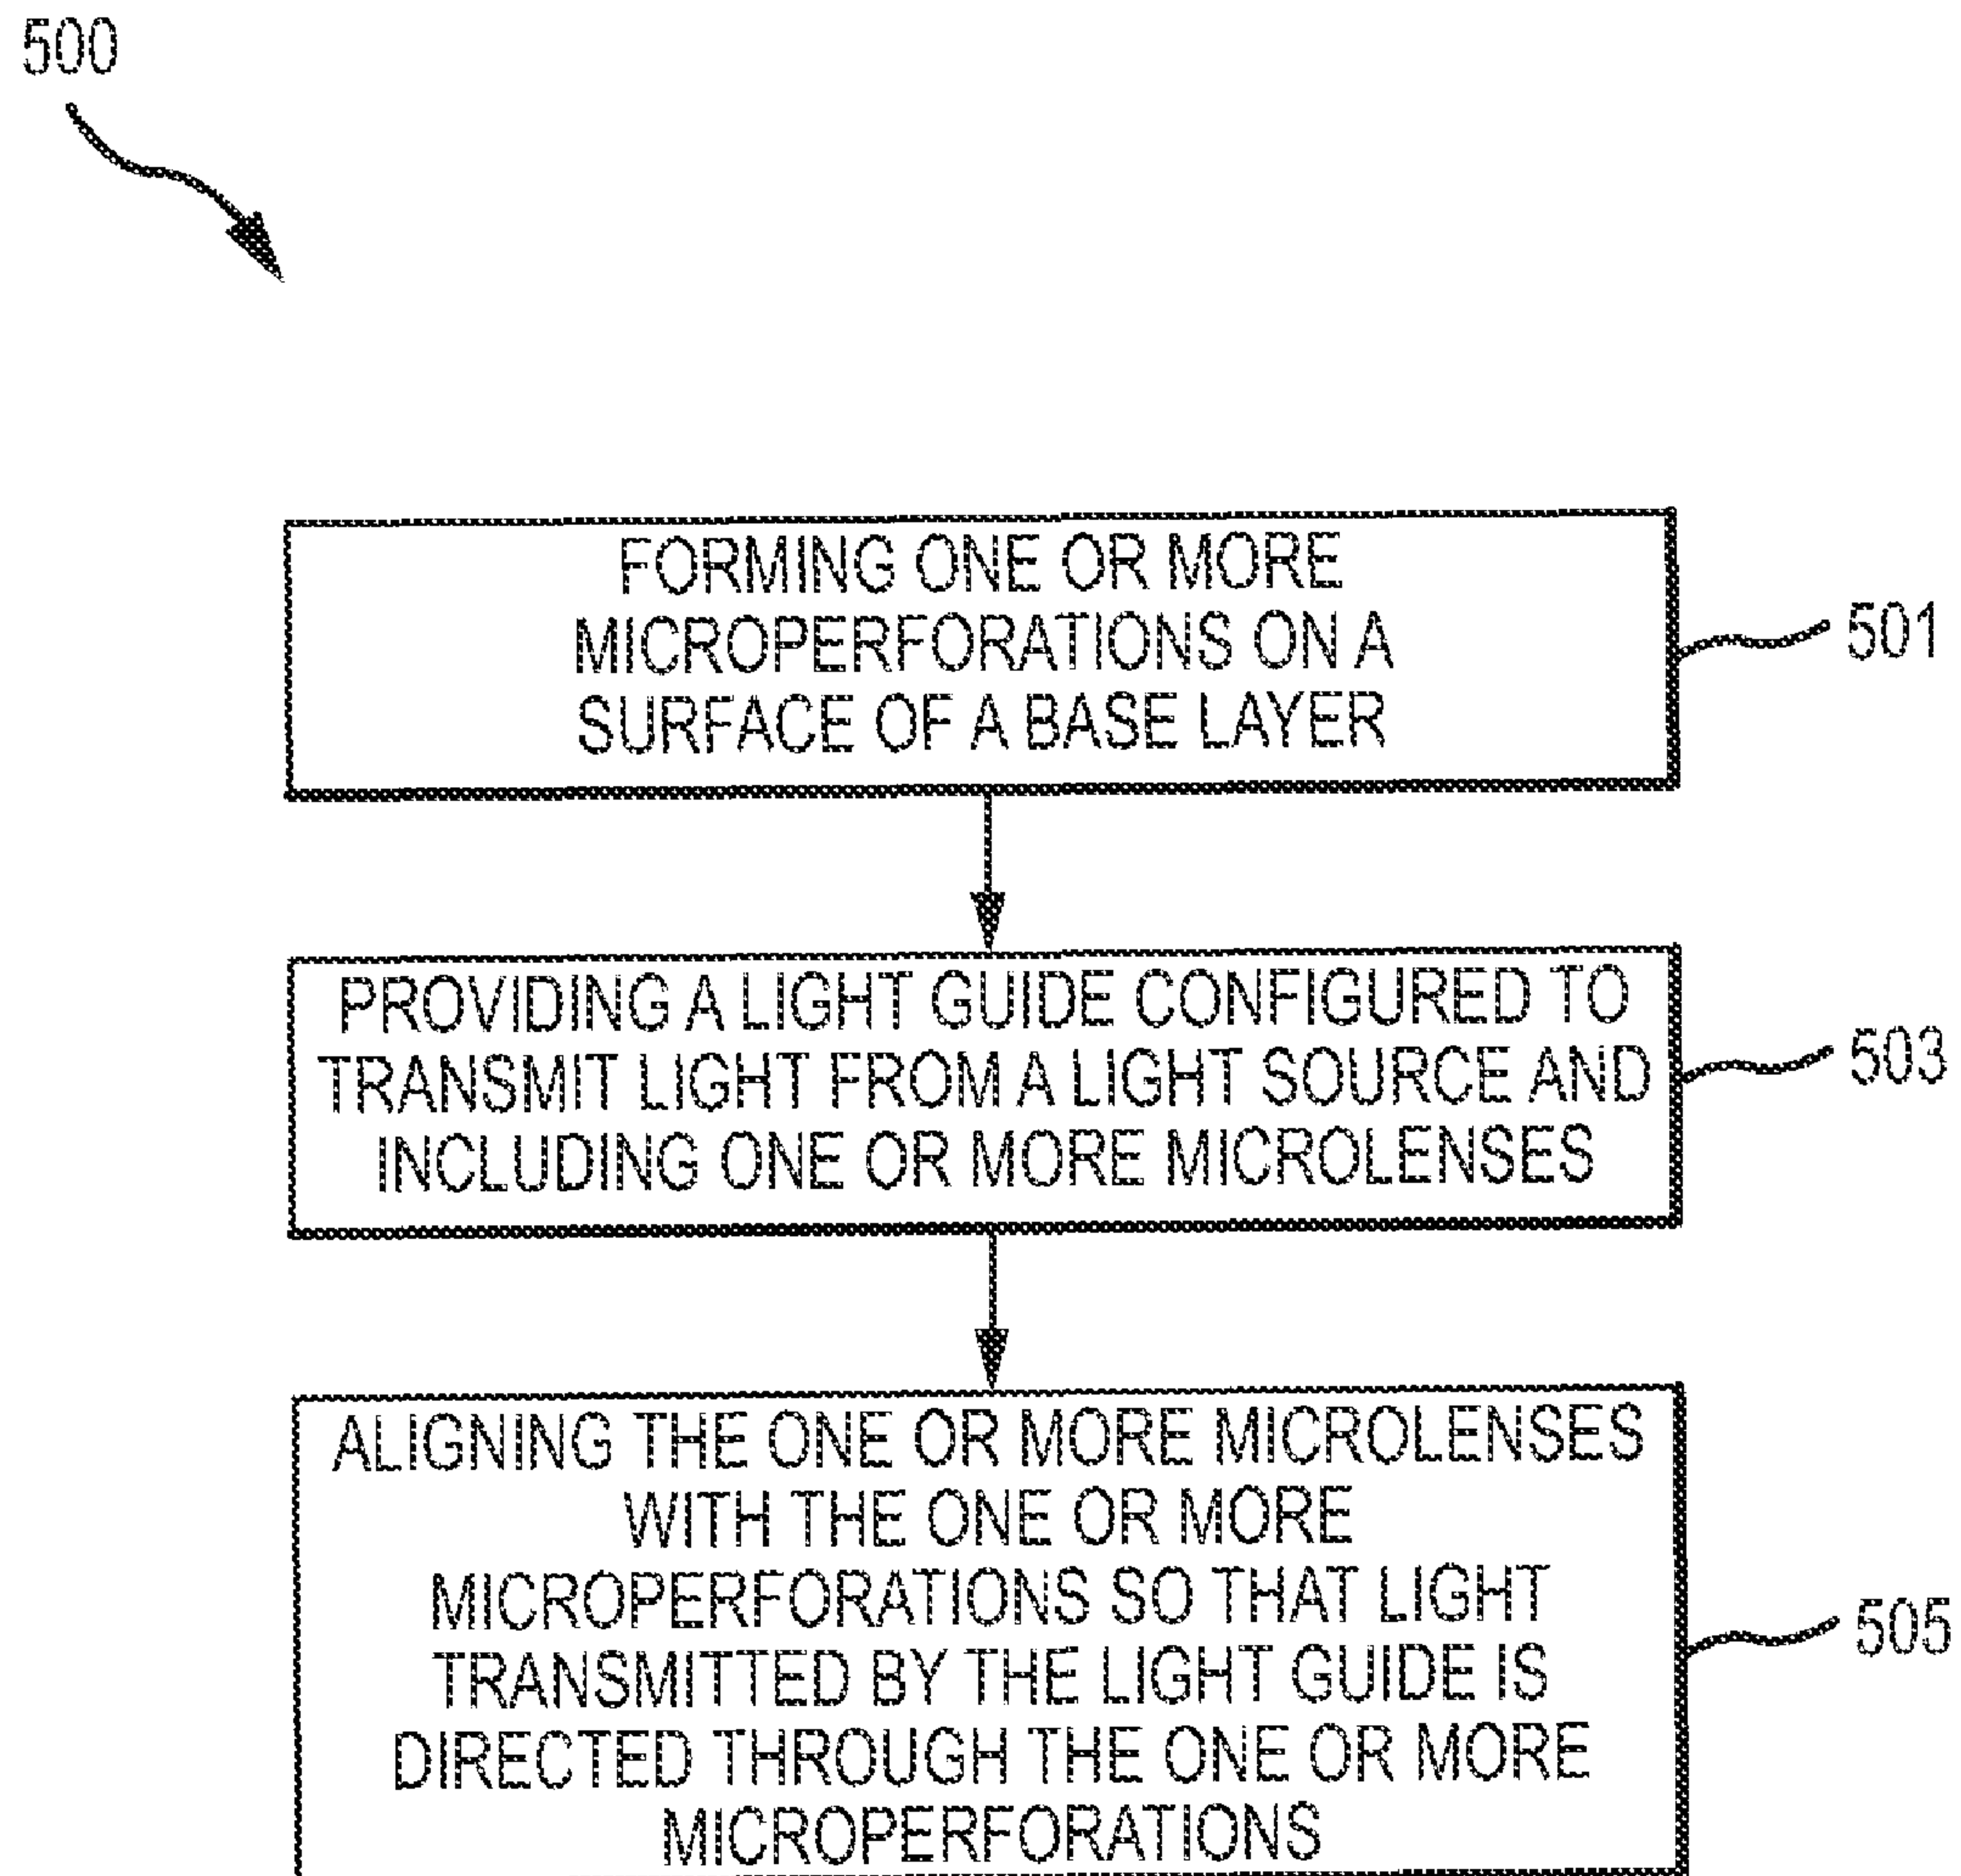 500
FORMING ONE OR MORE
MICROPERFORATIONS ON A
SURFACE OF A BASE LAYER
501
PROVIDING A LIGHT GUIDE CONFIGURED TO
TRANSMIT LIGHT FROM A LIGHT SOURCE AND
INCLUDING ONE OR MORE MICROLENSES
503
ALIGNING THE ONE OR MORE MICROLENSES
WITH THE ONE OR MORE
MICROPERFORATIONS SO THAT LIGHT
TRANSMITTED BY THE LIGHT GUIDE IS
DIRECTED THROUGH THE ONE OR MORE
MICROPERFORATIONS
505